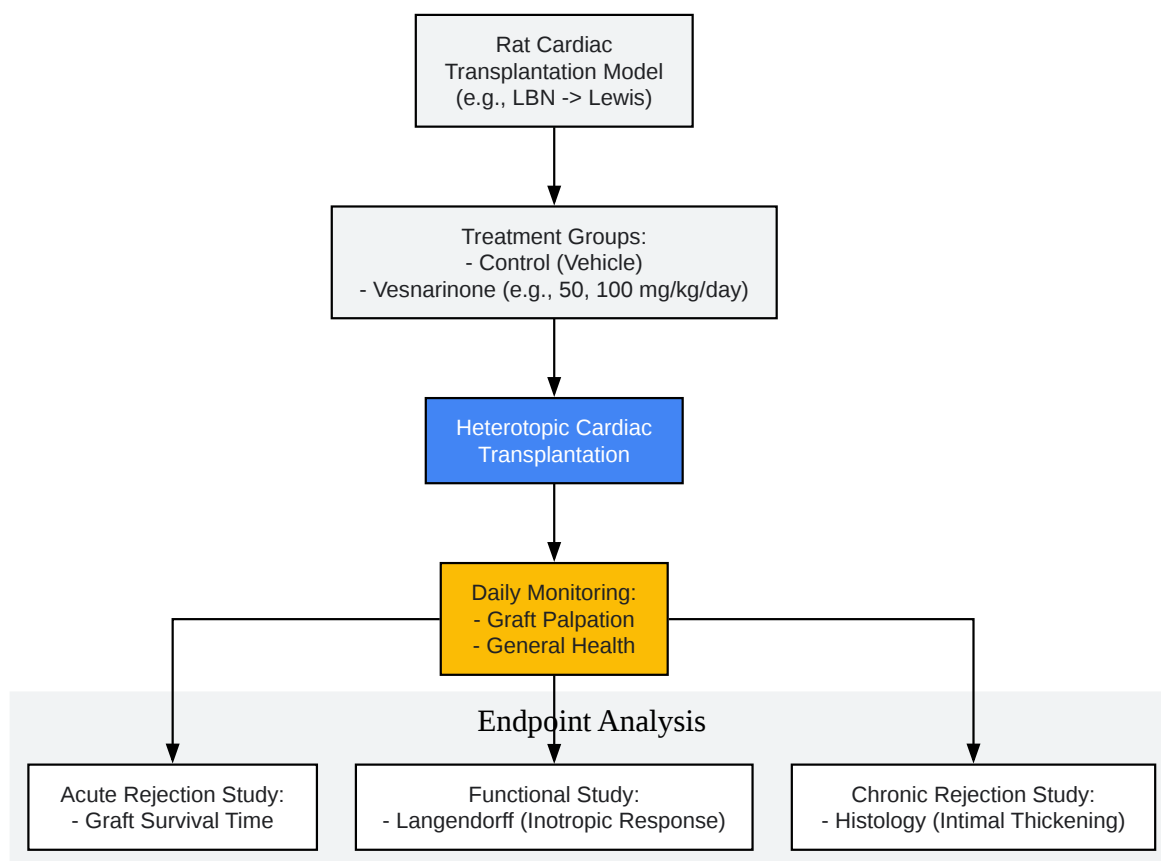 Rat Cardiac
Transplantation Model
(e.g., LBN -> Lewis)
Treatment Groups:
- Control (Vehicle)
- Vesnarinone (e.g., 50, 100 mg/kg/day)
Heterotopic Cardiac
Transplantation
Daily Monitoring:
- Graft Palpation
- General Health
Endpoint Analysis
Acute Rejection Study:
- Graft Survival Time
Functional Study:
- Langendorff (Inotropic Response)
Chronic Rejection Study:
- Histology (Intimal Thickening)